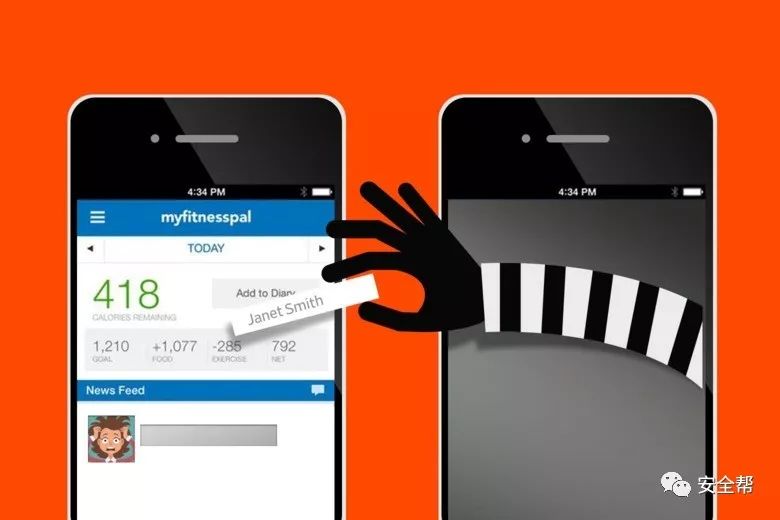 4:34 PM
myfitnesspal
TODAY
418
CALORIES REMAINING
Add to Diary
Janet Smith
1,210 +1,077 -285 792
GOAL FOOD EXERCISE NET
News Feed
4:34 PM
安全帮